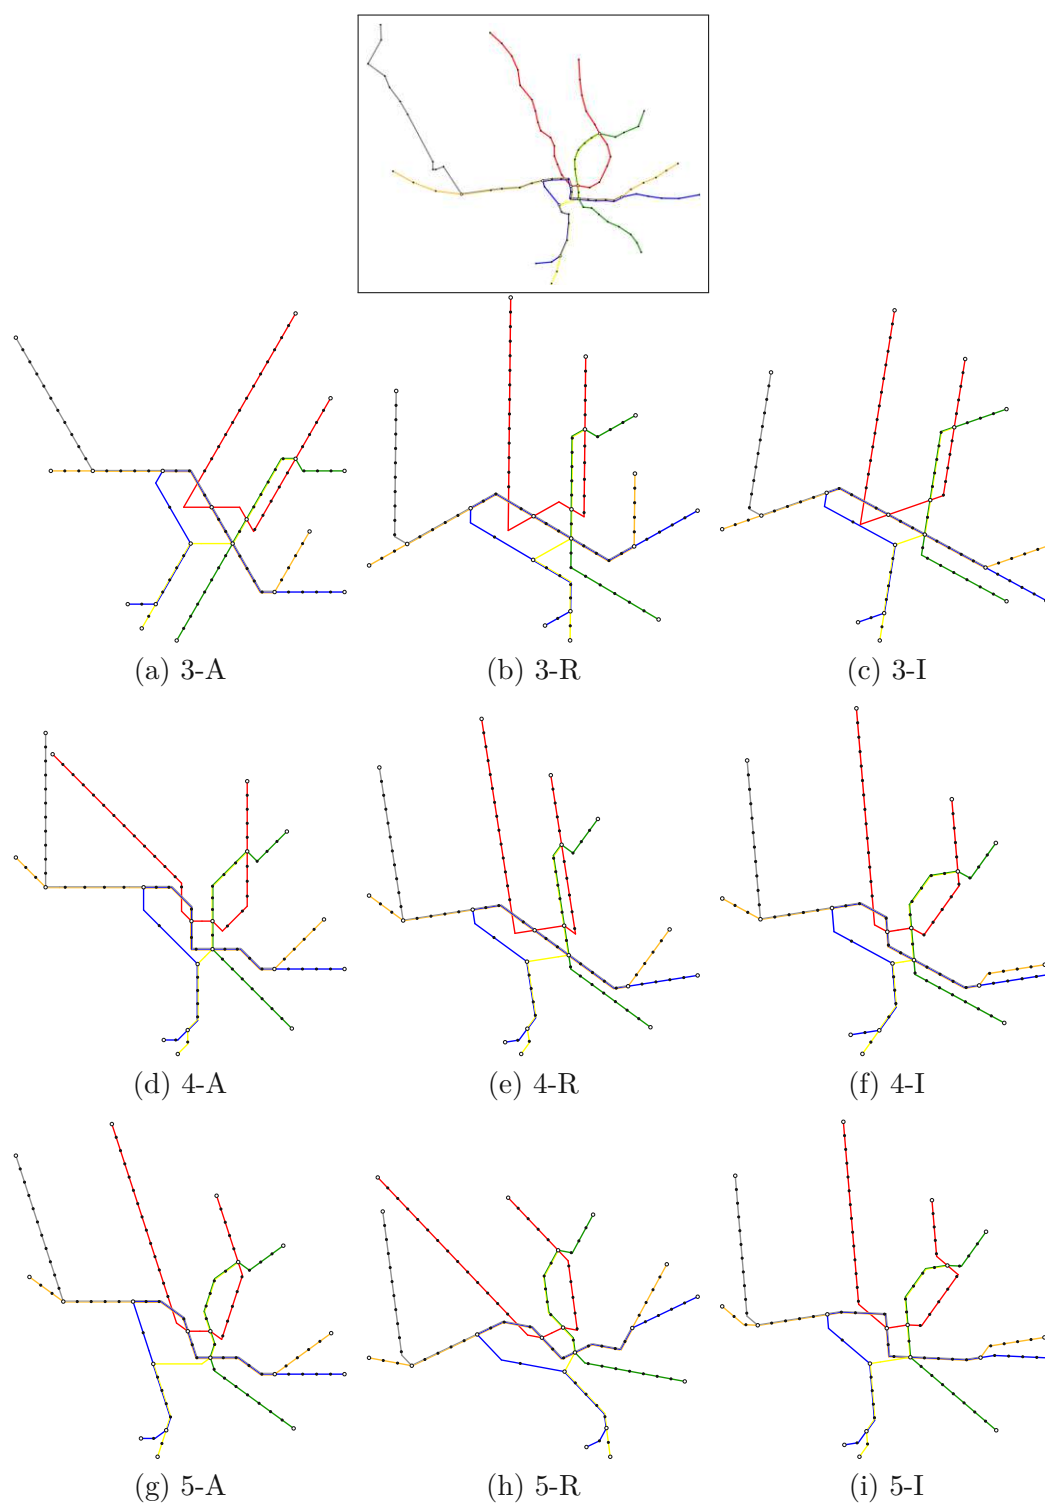 (a) 3-A
(b) 3-R
(c) 3-I
(d) 4-A
(e) 4-R
(f) 4-I
(g) 5-A
(h) 5-R
(i) 5-I